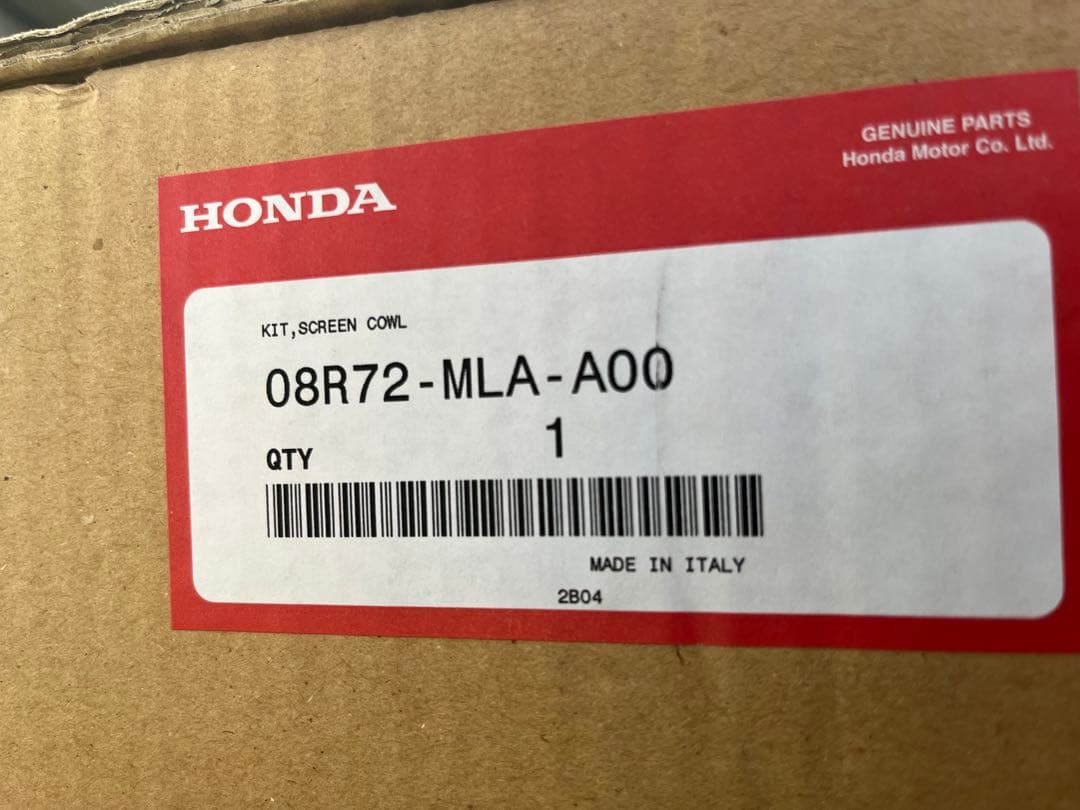 GENUINE PARTS
Honda Motor Co. Ltd.
HONDA
KIT,SCREEN COWL
08R72-MLA-A00
QTY 1
MADE IN ITALY
2B04